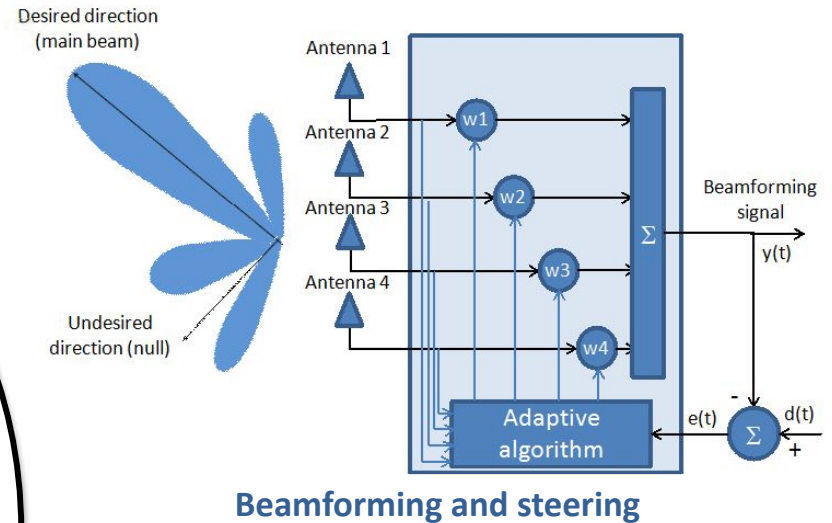 Desired direction
(main beam)
Undesired
direction (null)
Antenna 1
Antenna 2
Antenna 3
Antenna 4
w1
w2
w3
w4
Σ
Adaptive
algorithm
Beamforming
signal
y(t)
-
e(t)
Σ
d(t)
+
Beamforming and steering